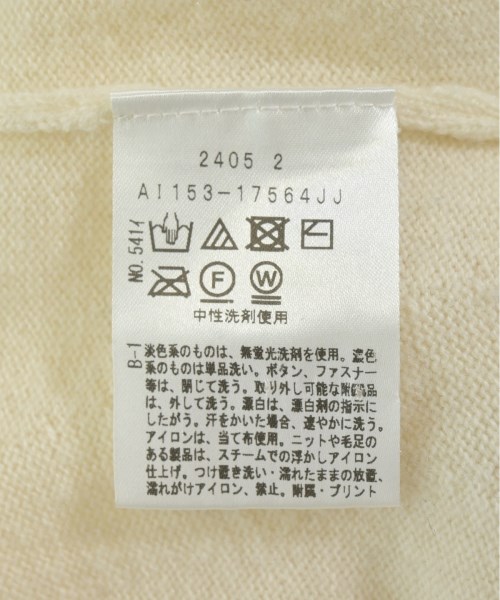 2405 2
AI153-17564JJ
NO.541イ
F
W
中性洗剤使用
B-1
淡色系のものは、無蛍光洗剤を使用。濃色
系のものは単品洗い。ボタン、ファスナー
等は、閉じて洗う。取り外し可能な附属品
は、外して洗う。漂白は、漂白剤の指示に
したがう。汗をかいた場合、速やかに洗う。
アイロンは、当て布使用。ニットや毛足の
ある製品は、スチームでの浮かしアイロン
仕上げ。つけ置き洗い・濡れたままの放置、
濡れがけアイロン、禁止。附属・プリント